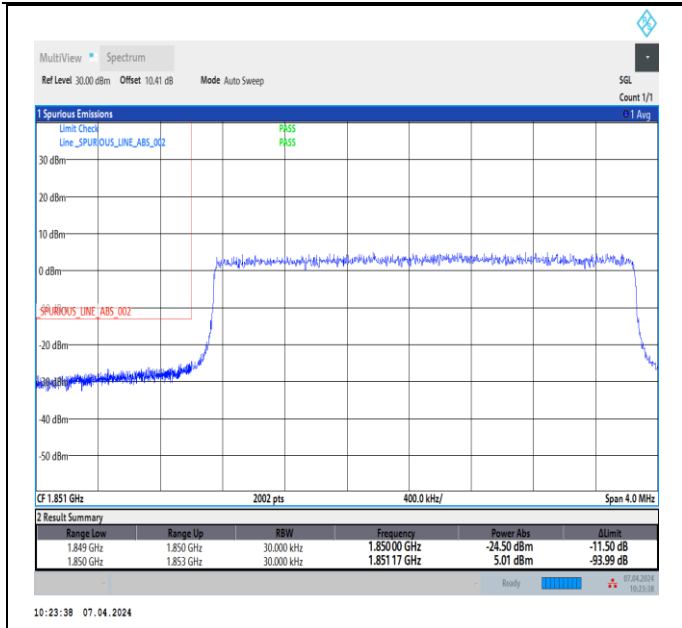 MultiView Spectrum
Ref Level 30.00 dBm Offset 10.41 dB Mode Auto Sweep SGL
Count 1/1
1 Spurious Emissions 1 Avg
Limit Check PASS
Line _SPURIOUS_LINE_ABS_002 PASS
30 dBm
20 dBm
10 dBm
0 dBm
_SPURIOUS_LINE_ABS_002
-20 dBm
-30 dBm
-40 dBm
-50 dBm
CF 1.851 GHz 2002 pts 400.0 kHz/ Span 4.0 MHz
2 Result Summary
Range Low Range Up RBW Frequency Power Abs ΔLimit
1.849 GHz 1.850 GHz 30.000 kHz 1.85000 GHz -24.50 dBm -11.50 dB
1.850 GHz 1.853 GHz 30.000 kHz 1.85117 GHz 5.01 dBm -93.99 dB
Ready 07.04.2024
10:23:38
10:23:38 07.04.2024